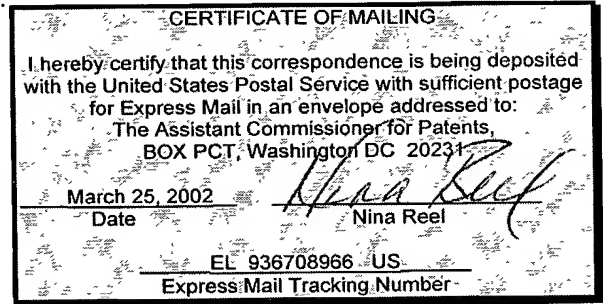 CERTIFICATE OF MAILING
I hereby certify that this correspondence is being deposited
with the United States Postal Service with sufficient postage
for Express Mail in an envelope addressed to:
The Assistant Commissioner for Patents,
BOX PCT, Washington DC 20231
Nina Reel
March 25, 2002
Date Nina Reel
EL 936708966 US
Express Mail Tracking Number